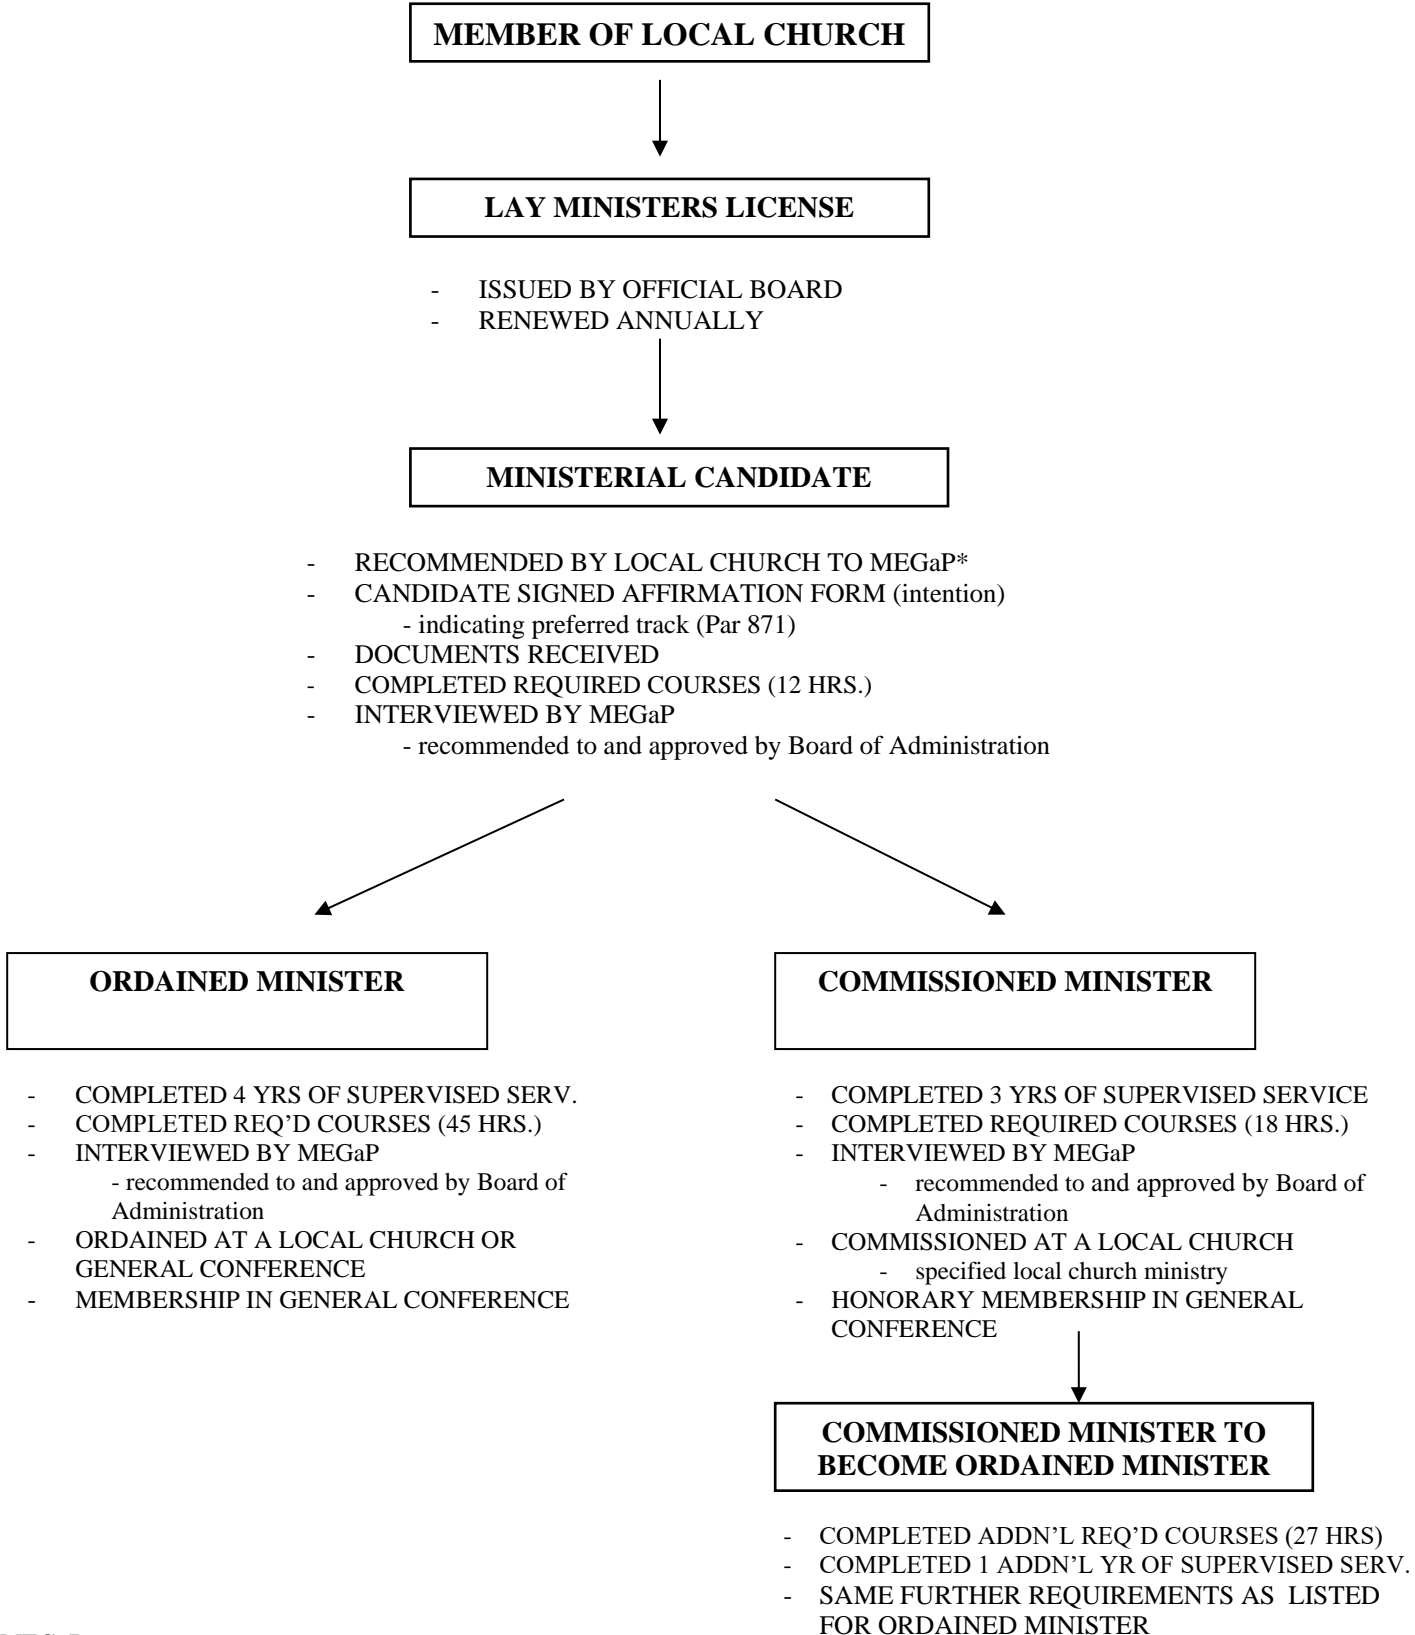 MEMBER OF LOCAL CHURCH
LAY MINISTERS LICENSE
- ISSUED BY OFFICIAL BOARD
- RENEWED ANNUALLY
MINISTERIAL CANDIDATE
- RECOMMENDED BY LOCAL CHURCH TO MEGaP*
- CANDIDATE SIGNED AFFIRMATION FORM (intention)
- indicating preferred track (Par 871)
- DOCUMENTS RECEIVED
- COMPLETED REQUIRED COURSES (12 HRS.)
- INTERVIEWED BY MEGaP
- recommended to and approved by Board of Administration
ORDAINED MINISTER
- COMPLETED 4 YRS OF SUPERVISED SERV.
- COMPLETED REQ’D COURSES (45 HRS.)
- INTERVIEWED BY MEGaP
- recommended to and approved by Board of
Administration
- ORDAINED AT A LOCAL CHURCH OR
GENERAL CONFERENCE
- MEMBERSHIP IN GENERAL CONFERENCE
COMMISSIONED MINISTER
- COMPLETED 3 YRS OF SUPERVISED SERVICE
- COMPLETED REQUIRED COURSES (18 HRS.)
- INTERVIEWED BY MEGaP
- recommended to and approved by Board of
Administration
- COMMISSIONED AT A LOCAL CHURCH
- specified local church ministry
- HONORARY MEMBERSHIP IN GENERAL
CONFERENCE
COMMISSIONED MINISTER TO
BECOME ORDAINED MINISTER
- COMPLETED ADDN’L REQ’D COURSES (27 HRS)
- COMPLETED 1 ADDN’L YR OF SUPERVISED SERV.
- SAME FURTHER REQUIREMENTS AS LISTED
FOR ORDAINED MINISTER